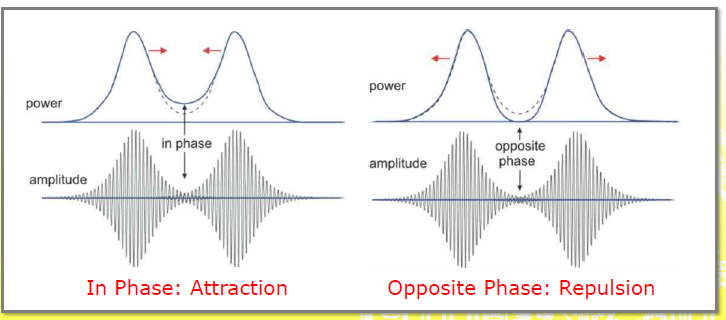 power
in phase
amplitude
In Phase: Attraction
power
opposite
phase
amplitude
Opposite Phase: Repulsion